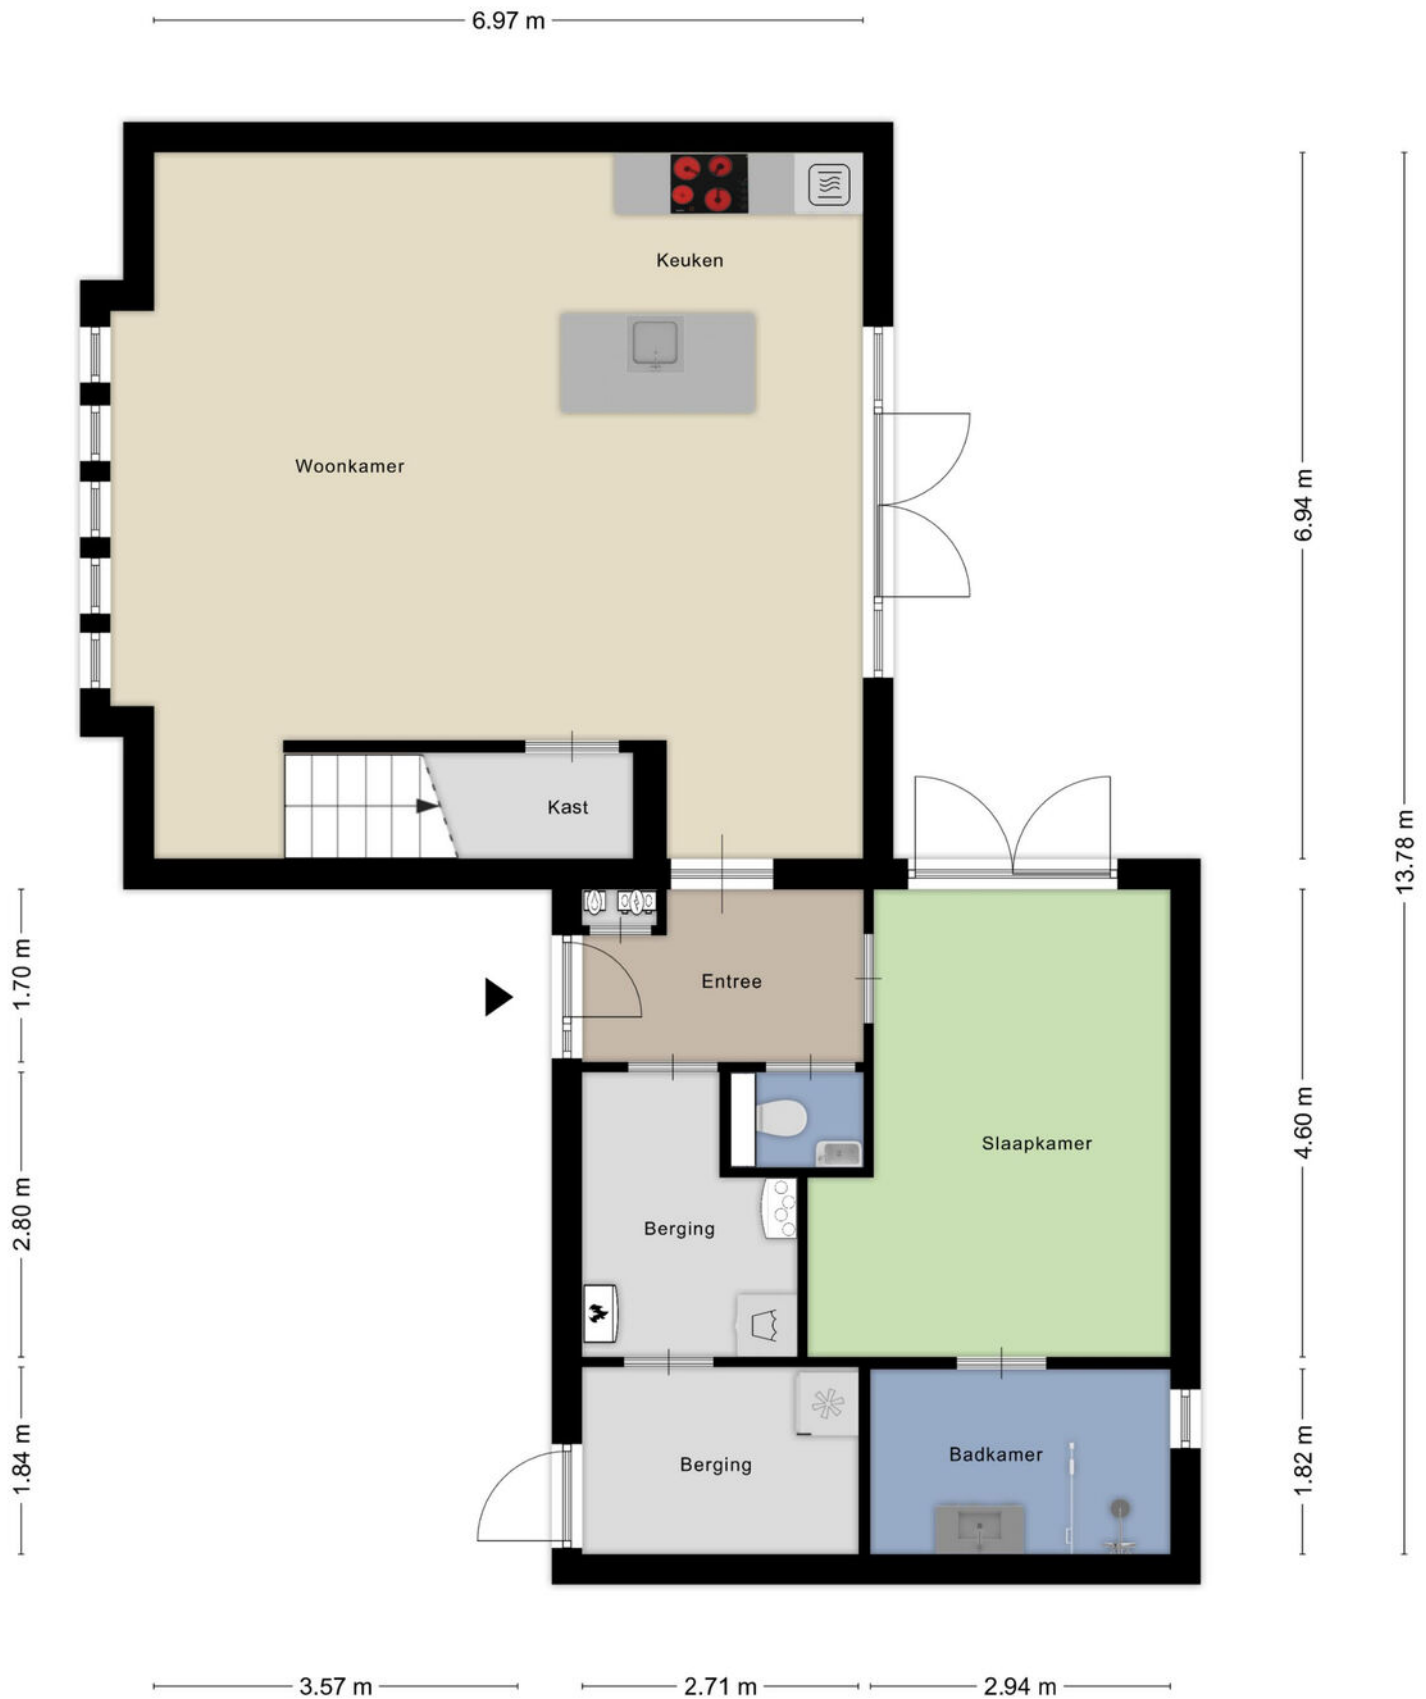 6.97 m
Keuken
Woonkamer
6.94 m
Kast
13.78 m
1.70 m
Entree
4.60 m
Slaapkamer
2.80 m
Berging
1.84 m
Berging
Badkamer
1.82 m
3.57 m
2.71 m
2.94 m